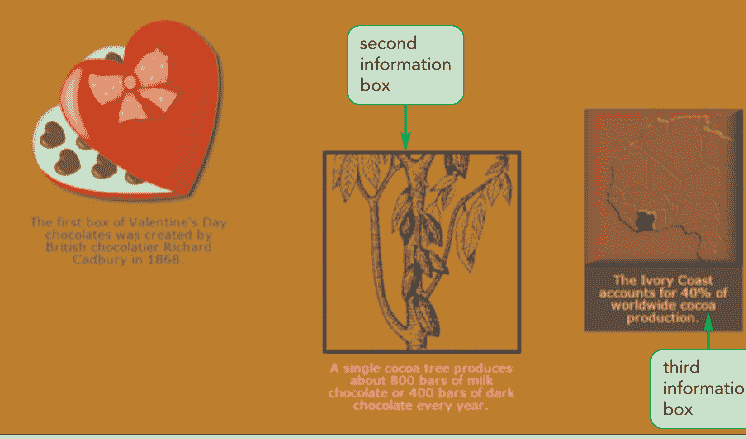 second
information
box
The first box of Valentine's Day
chocolates was created by
British chocolatier Richard
Cadbury in 1868.
The Ivory Coast
accounts for 40% of
worldwide cocoa
production.
A single cocoa tree produces
about 800 bars of milk
chocolate or 400 bars of dark
chocolate every year.
third
informatio
box